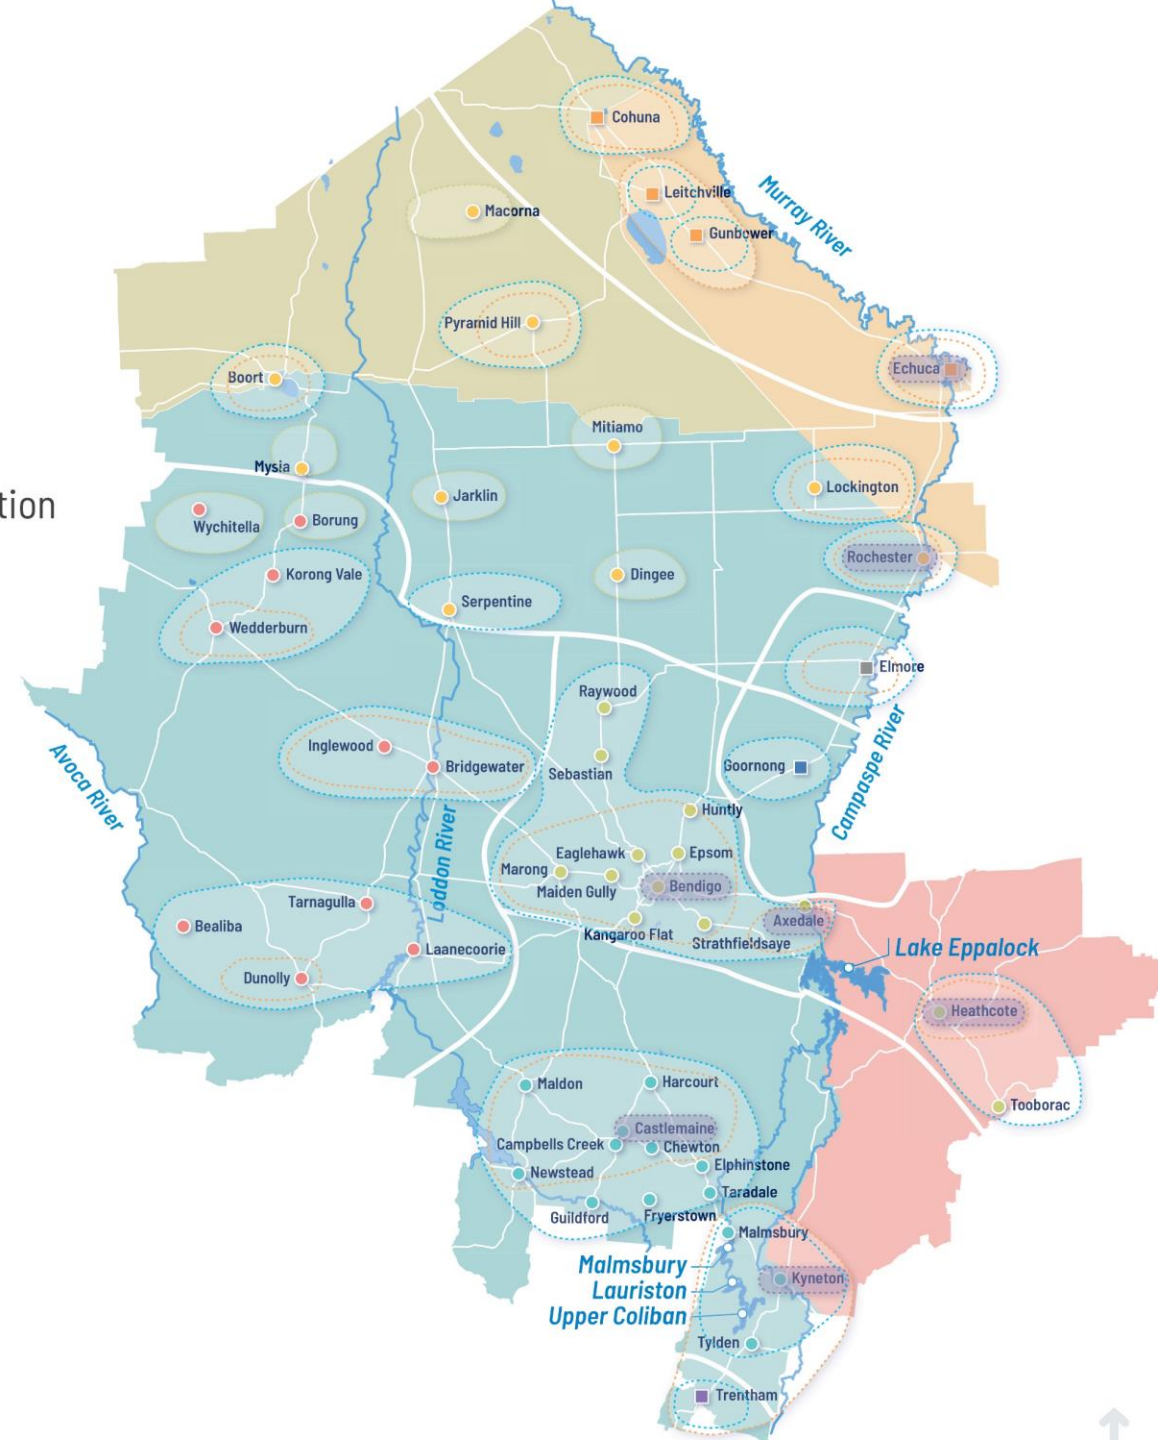 Cohuna
Leitchville
Murray River
Macorna
Gunbower
Pyramid Hill
Echuca
Boort
Mitiamo
Mysia
Lockington
Jarklin
tion
Wychitella
Borung
Rochester
Korong Vale
Dingee
Serpentine
Wedderburn
Elmore
Raywood
Inglewood
Bridgewater
Sebastian
Goornong
Campaspe River
Avoca River
Huntly
Loddon River
Eaglehawk
Epsom
Marong
Maiden Gully
Bendigo
Tarnagulla
Axedale
Bealiba
Kangaroo Flat
Strathfieldsaye
Laanecoorie
Lake Eppalock
Dunolly
Heathcote
Maldon
Harcourt
Tooborac
Castlemaine
Campbells Creek
Chewton
Elphinstone
Newstead
Taradale
Guildford
Fryerstown
Malmsbury
Malmsbury
Lauriston
Kyneton
Upper Coliban
Tylden
Trentham